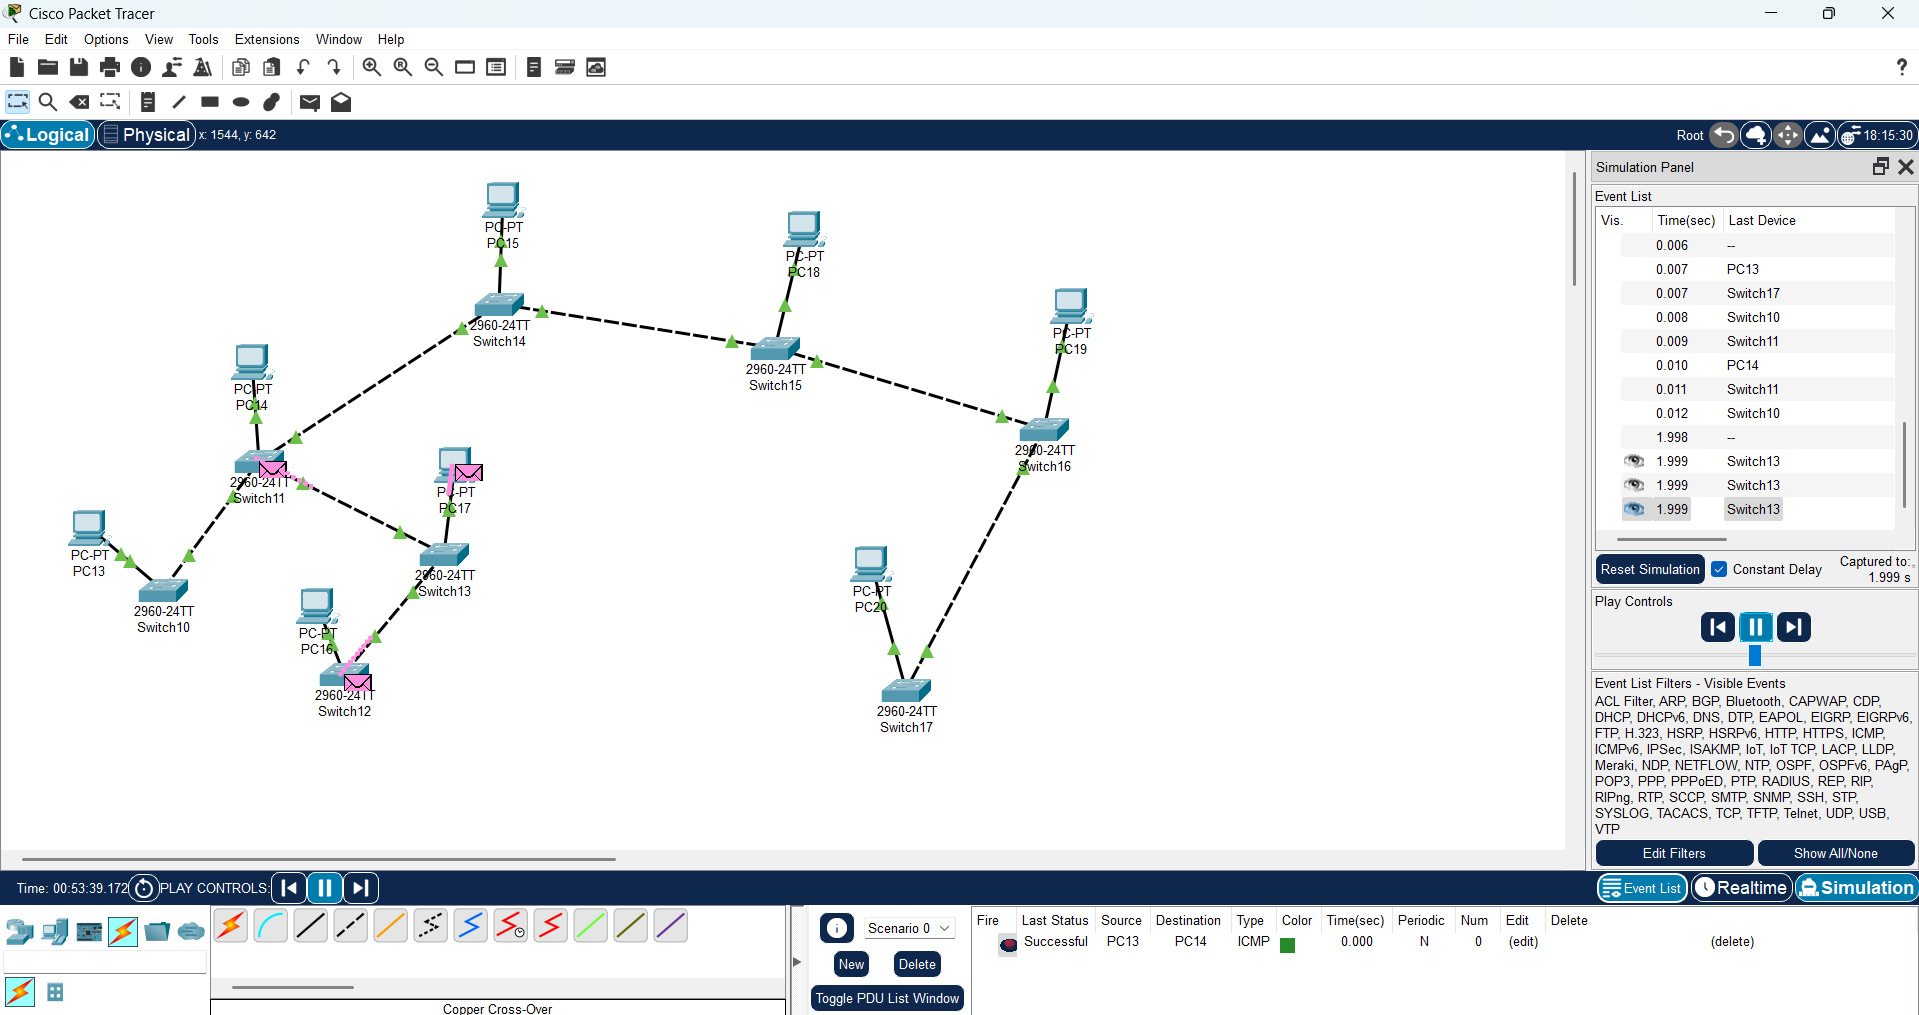 Cisco Packet Tracer
File Edit Options View Tools Extensions Window Help
Logical Physical x: 1544, y: 642 Root 18:15:30
Simulation Panel
Event List
Vis. Time(sec) Last Device
0.006 --
0.007 PC13
0.007 Switch17
0.008 Switch10
0.009 Switch11
0.010 PC14
0.011 Switch11
0.012 Switch10
1.998 --
1.999 Switch13
1.999 Switch13
1.999 Switch13
Reset Simulation Constant Delay Captured to:
1.999 s
Play Controls
Event List Filters - Visible Events
ACL Filter, ARP, BGP, Bluetooth, CAPWAP, CDP,
DHCP, DHCPv6, DNS, DTP, EAPOL, EIGRP, EIGRPv6,
FTP, H.323, HSRP, HSRPv6, HTTP, HTTPS, ICMP,
ICMPv6, IPSec, ISAKMP, IoT, IoT TCP, LACP, LLDP,
Meraki, NDP, NETFLOW, NTP, OSPF, OSPFv6, PAgP,
POP3, PPP, PPPoED, PTP, RADIUS, REP, RIP,
RIPng, RTP, SCCP, SMTP, SNMP, SSH, STP,
SYSLOG, TACACS, TCP, TFTP, Telnet, UDP, USB,
VTP
Edit Filters Show All/None
PC-PT
PC15
PC-PT
PC18
PC-PT
PC19
2960-24TT
Switch14
2960-24TT
Switch15
PC-PT
PC14
2960-24TT
Switch16
2960-24TT
Switch11
PC-PT
PC17
PC-PT
PC13
2960-24TT
Switch13
PC-PT
PC20
2960-24TT
Switch10
PC-PT
PC16
2960-24TT
Switch12
2960-24TT
Switch17
Time: 00:53:39.172 PLAY CONTROLS: Event List Realtime Simulation
Scenario 0
New Delete
Toggle PDU List Window
Copper Cross-Over
Fire Last Status Source Destination Type Color Time(sec) Periodic Num Edit Delete
Successful PC13 PC14 ICMP 0.000 N 0 (edit) (delete)